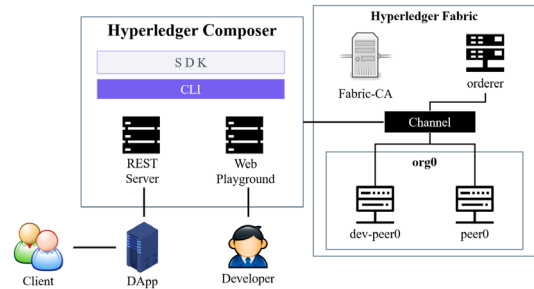 Hyperledger Composer
S D K
CLI
REST
Server
Web
Playground
Client
DApp
Developer
Hyperledger Fabric
Fabric-CA
orderer
Channel
org0
dev-peer0
peer0